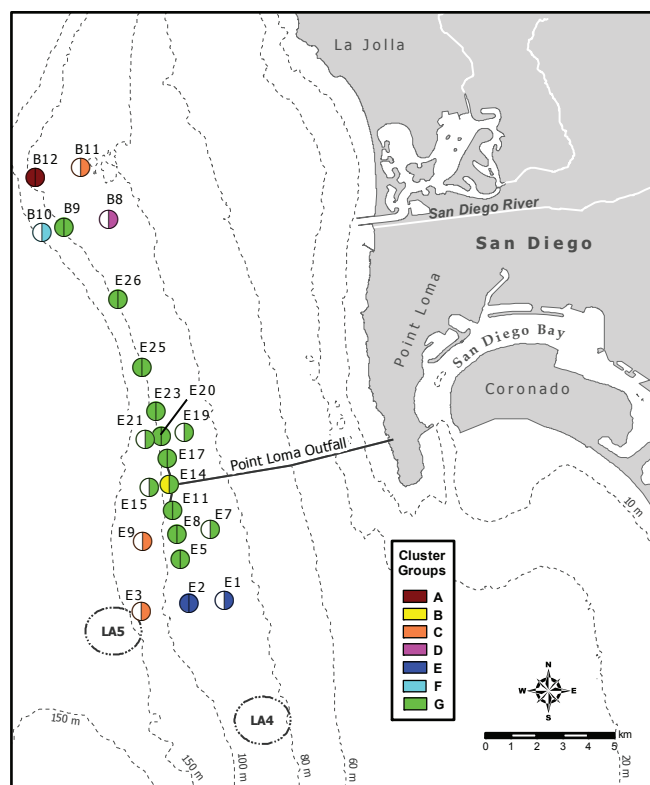 La Jolla
B12
B11
San Diego River
B10
B9
B8
San Diego
Point Loma
E26
San Diego Bay
E25
Coronado
E23
E20
E21
E19
E17
Point Loma Outfall
E14
E15
E11
10 m
E9
E8
E7
E5
Cluster
Groups
A
B
C
D
E
F
G
E2
E1
E3
LA5
LA4
N
W E
S
km
0 1 2 3 4 5
150 m
150 m
100 m
80 m
60 m
20 m